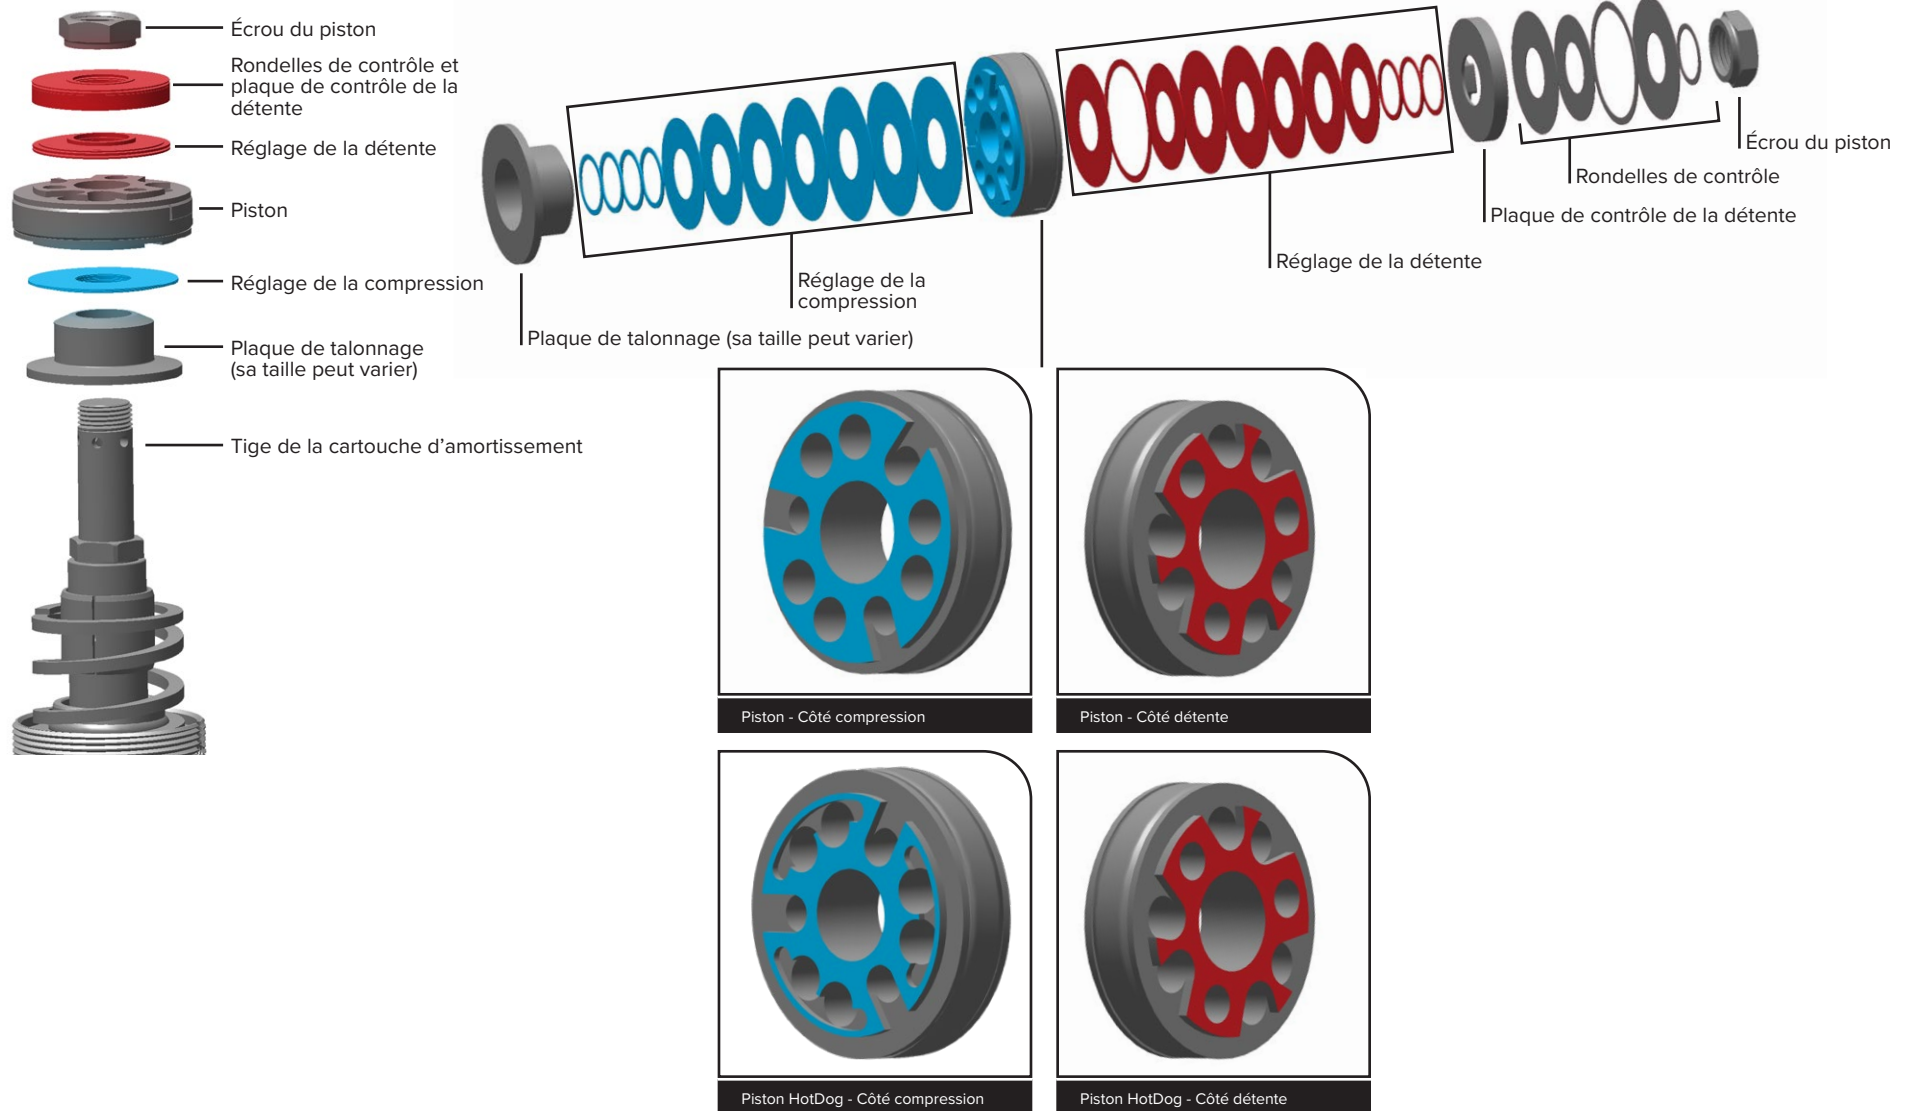 Écrou du piston
Rondelles de contrôle et
plaque de contrôle de la
détente
Réglage de la détente
Piston
Réglage de la compression
Plaque de talonnage
(sa taille peut varier)
Tige de la cartouche d’amortissement
Écrou du piston
Rondelles de contrôle
Plaque de contrôle de la détente
Réglage de la détente
Réglage de la
compression
Plaque de talonnage (sa taille peut varier)
Piston - Côté compression
Piston - Côté détente
Piston HotDog - Côté compression
Piston HotDog - Côté détente